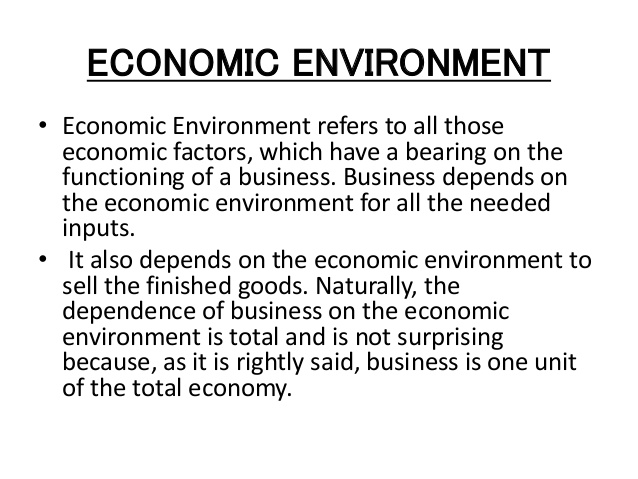 ECONOMIC ENVIRONMENT
• Economic Environment refers to all those
economic factors, which have a bearing on the
functioning of a business. Business depends on
the economic environment for all the needed
inputs.
• It also depends on the economic environment to
sell the finished goods. Naturally, the
dependence of business on the economic
environment is total and is not surprising
because, as it is rightly said, business is one unit
of the total economy.